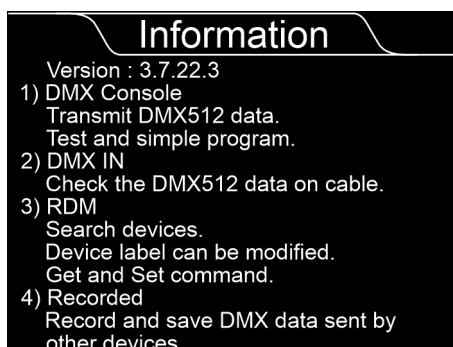 Information
Version : 3.7.22.3
1) DMX Console
Transmit DMX512 data.
Test and simple program.
2) DMX IN
Check the DMX512 data on cable.
3) RDM
Search devices.
Device label can be modified.
Get and Set command.
4) Recorded
Record and save DMX data sent by
other devices